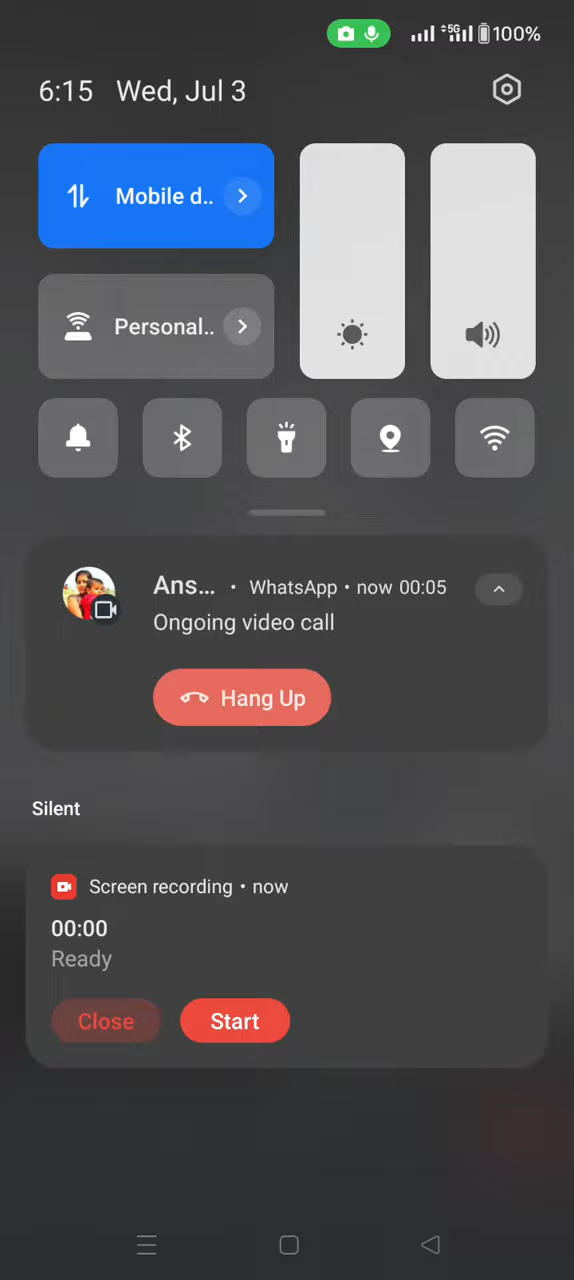 5G 100%
6:15 Wed, Jul 3
Mobile d..
Personal..
Ans... • WhatsApp • now 00:05
Ongoing video call
Hang Up
Silent
Screen recording • now
00:00
Ready
Close Start